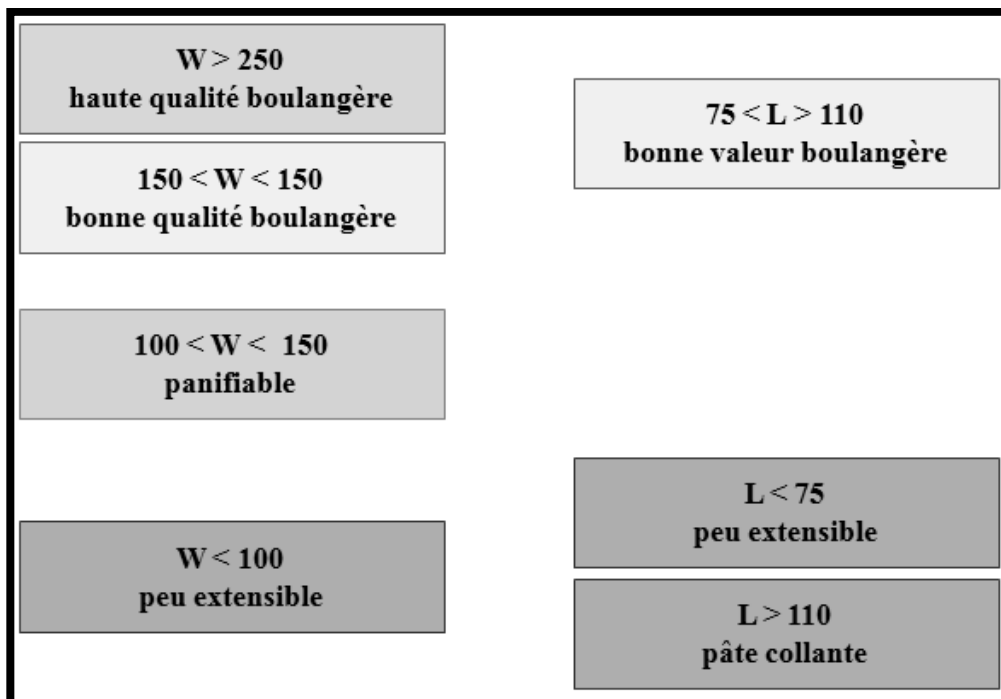 W > 250
haute qualité boulangère
150 < W < 150
bonne qualité boulangère
100 < W < 150
panifiable
W < 100
peu extensible
75 < L > 110
bonne valeur boulangère
L < 75
peu extensible
L > 110
pâte collante